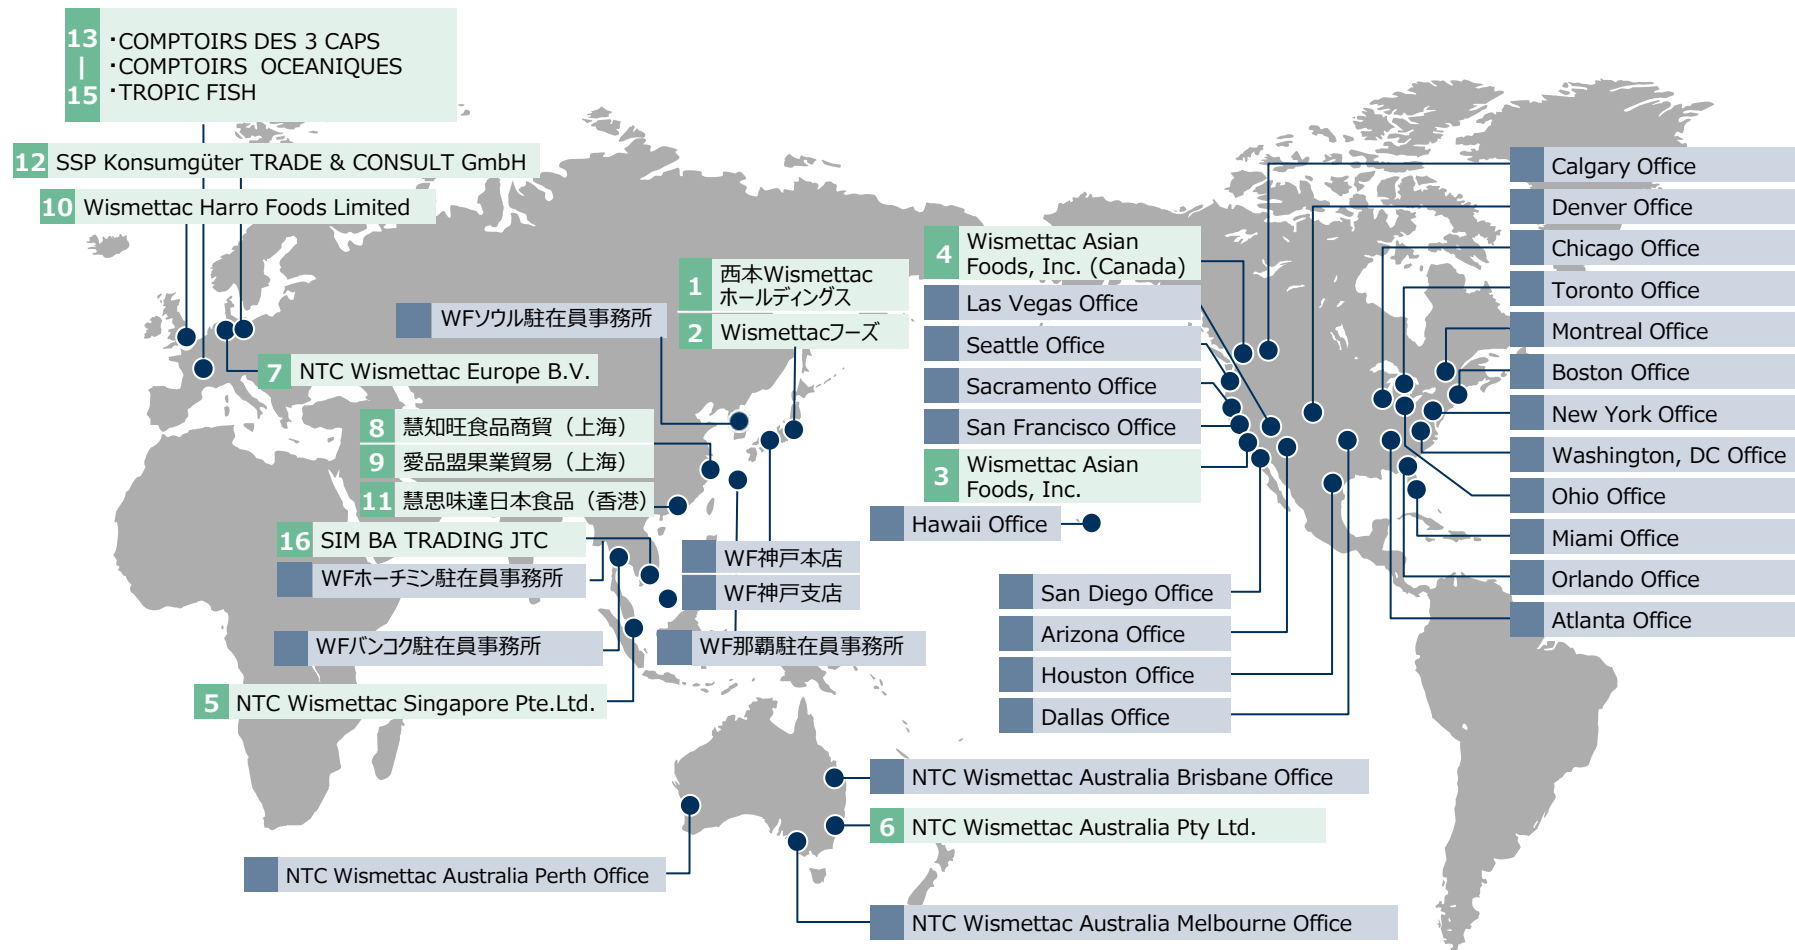 13
|
15
・COMPTOIRS DES 3 CAPS
・COMPTOIRS OCEANIQUES
・TROPIC FISH
12 SSP Konsumgüter TRADE & CONSULT GmbH
10 Wismettac Harro Foods Limited
1 西本Wismettac
ホールディングス
2 Wismettacフーズ
WFソウル駐在員事務所
7 NTC Wismettac Europe B.V.
8 慧知旺食品商貿（上海）
9 愛品盟果業貿易（上海）
11 慧思味達日本食品（香港）
16 SIM BA TRADING JTC
WFホーチミン駐在員事務所
WFバンコク駐在員事務所
5 NTC Wismettac Singapore Pte.Ltd.
WF神戸本店
WF神戸支店
WF那覇駐在員事務所
4 Wismettac Asian
Foods, Inc. (Canada)
Las Vegas Office
Seattle Office
Sacramento Office
San Francisco Office
3 Wismettac Asian
Foods, Inc.
Hawaii Office
San Diego Office
Arizona Office
Houston Office
Dallas Office
Calgary Office
Denver Office
Chicago Office
Toronto Office
Montreal Office
Boston Office
New York Office
Washington, DC Office
Ohio Office
Miami Office
Orlando Office
Atlanta Office
NTC Wismettac Australia Brisbane Office
6 NTC Wismettac Australia Pty Ltd.
NTC Wismettac Australia Perth Office
NTC Wismettac Australia Melbourne Office